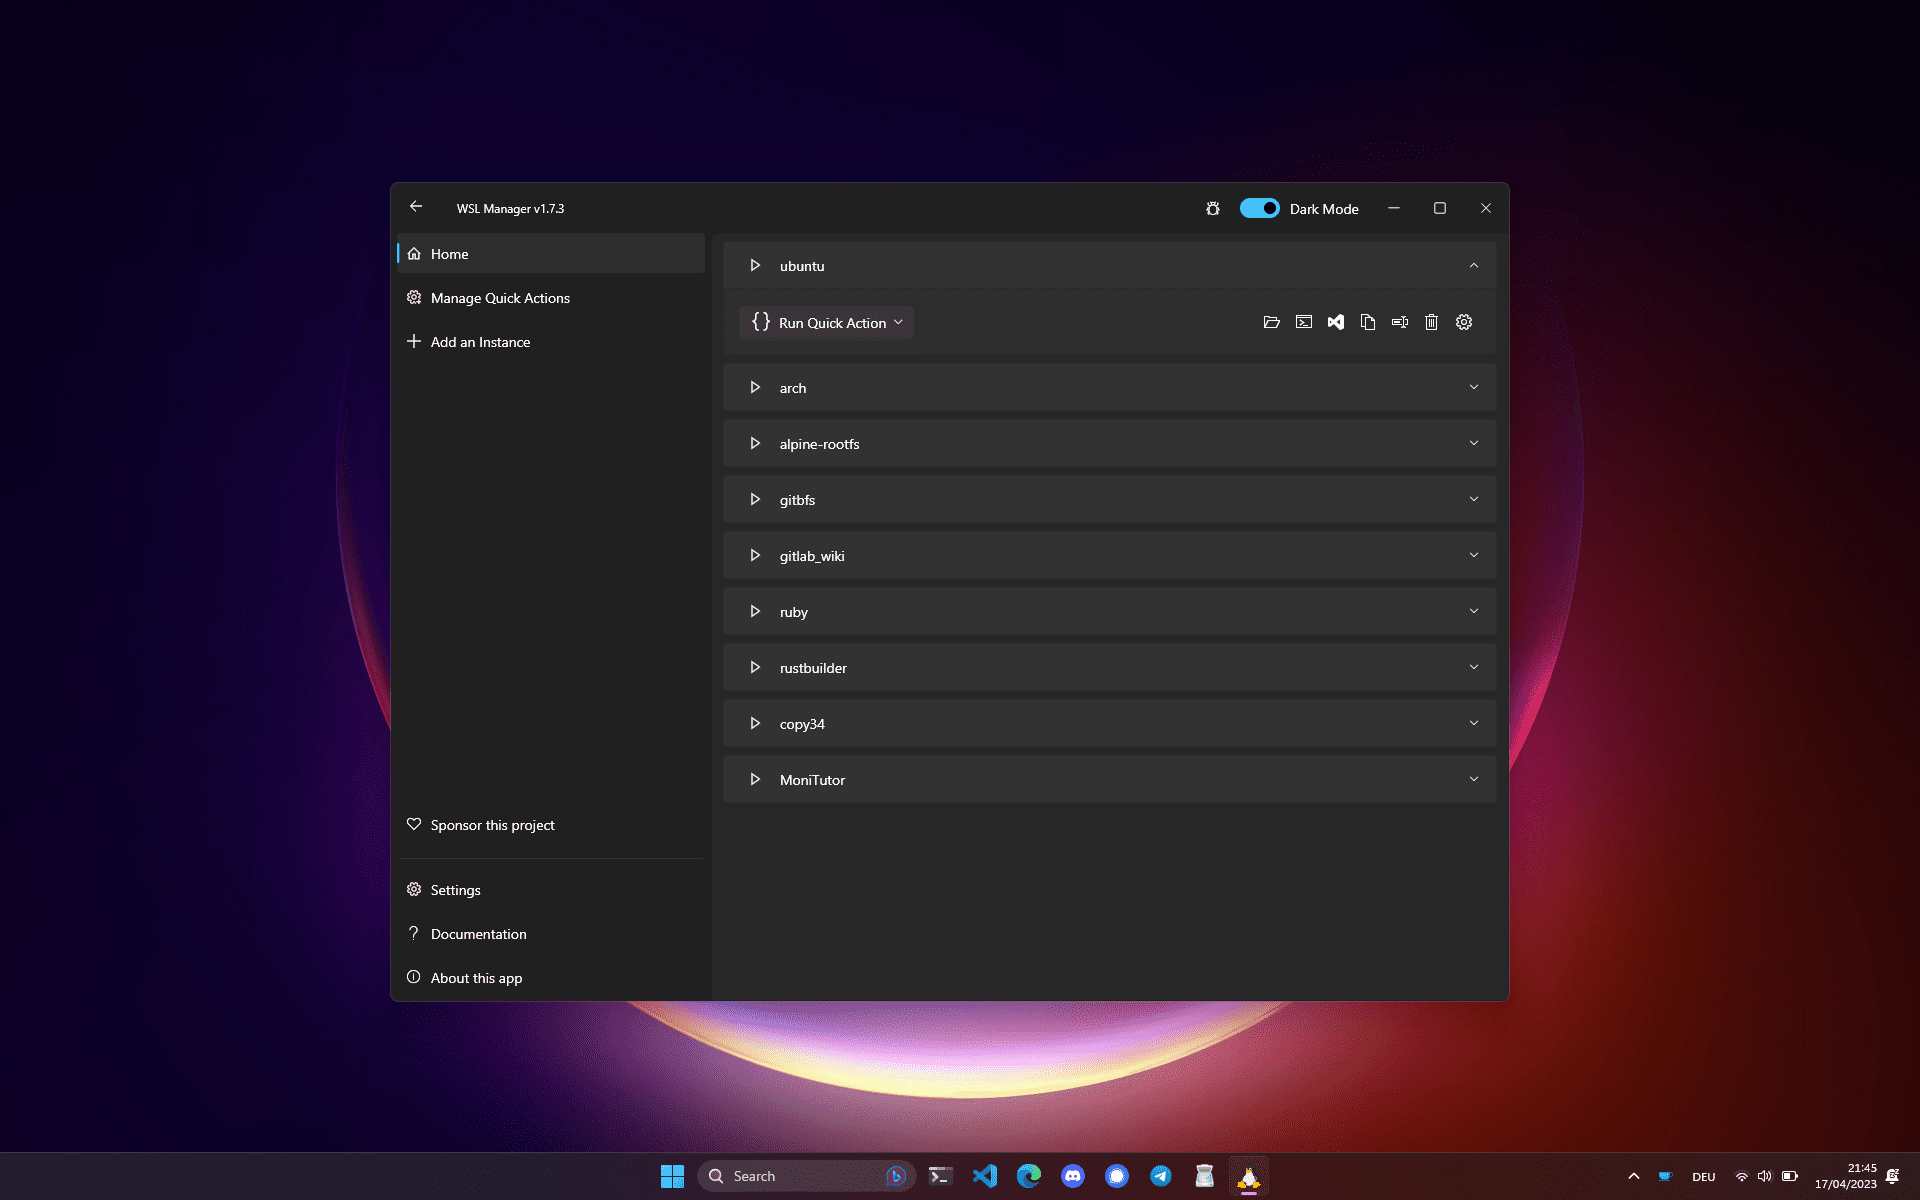 WSL Manager v1.7.3
Dark Mode
Home
Manage Quick Actions
Add an Instance
Sponsor this project
Settings
Documentation
About this app
ubuntu
Run Quick Action
arch
alpine-rootfs
gitbfs
gitlab_wiki
ruby
rustbuilder
copy34
MoniTutor
Search
DEU
21:45
17/04/2023